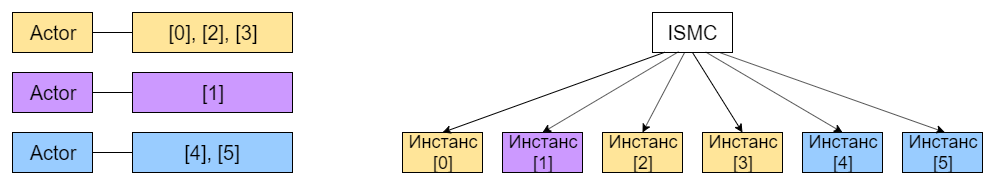 Actor
[0], [2], [3]
Actor
[1]
Actor
[4], [5]
ISMC
Инстанс
[0]
Инстанс
[1]
Инстанс
[2]
Инстанс
[3]
Инстанс
[4]
Инстанс
[5]